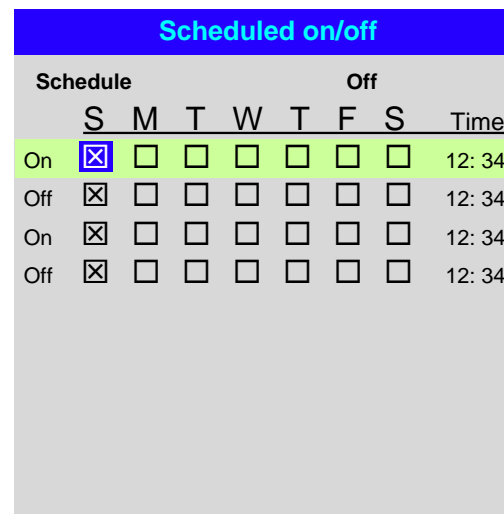 Scheduled on/off
Schedule Off
S M T W T F S Time
On ☒ ☐ ☐ ☐ ☐ ☐ ☐ 12: 34
Off ☒ ☐ ☐ ☐ ☐ ☐ ☐ 12: 34
On ☒ ☐ ☐ ☐ ☐ ☐ ☐ 12: 34
Off ☒ ☐ ☐ ☐ ☐ ☐ ☐ 12: 34